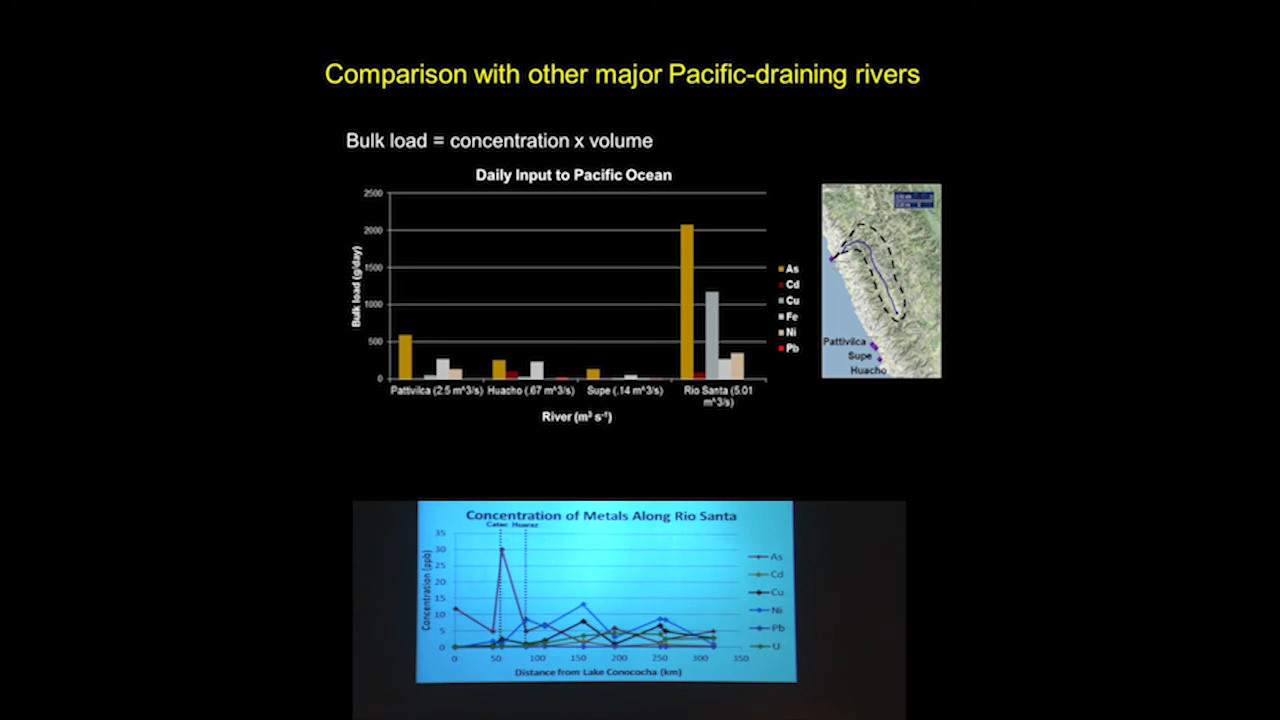 Comparison with other major Pacific-draining rivers
Bulk load = concentration x volume
Daily Input to Pacific Ocean
Bulk load (g/day)
2500
2000
1500
1000
500
0
Pattivilca (2.5 m^3/s) Huacho (.67 m^3/s) Supe (.14 m^3/s) Rio Santa (5.01
m^3/s)
River (m³ s⁻¹)
As
Cd
Cu
Fe
Ni
Pb
Pattivilca
Supe
Huacho
Concentration of Metals Along Rio Santa
Catac Huaraz
Concentration (ppb)
35
30
25
20
15
10
5
0
0 50 100 150 200 250 300 350
Distance from Lake Conococha (km)
As
Cd
Cu
Ni
Pb
U